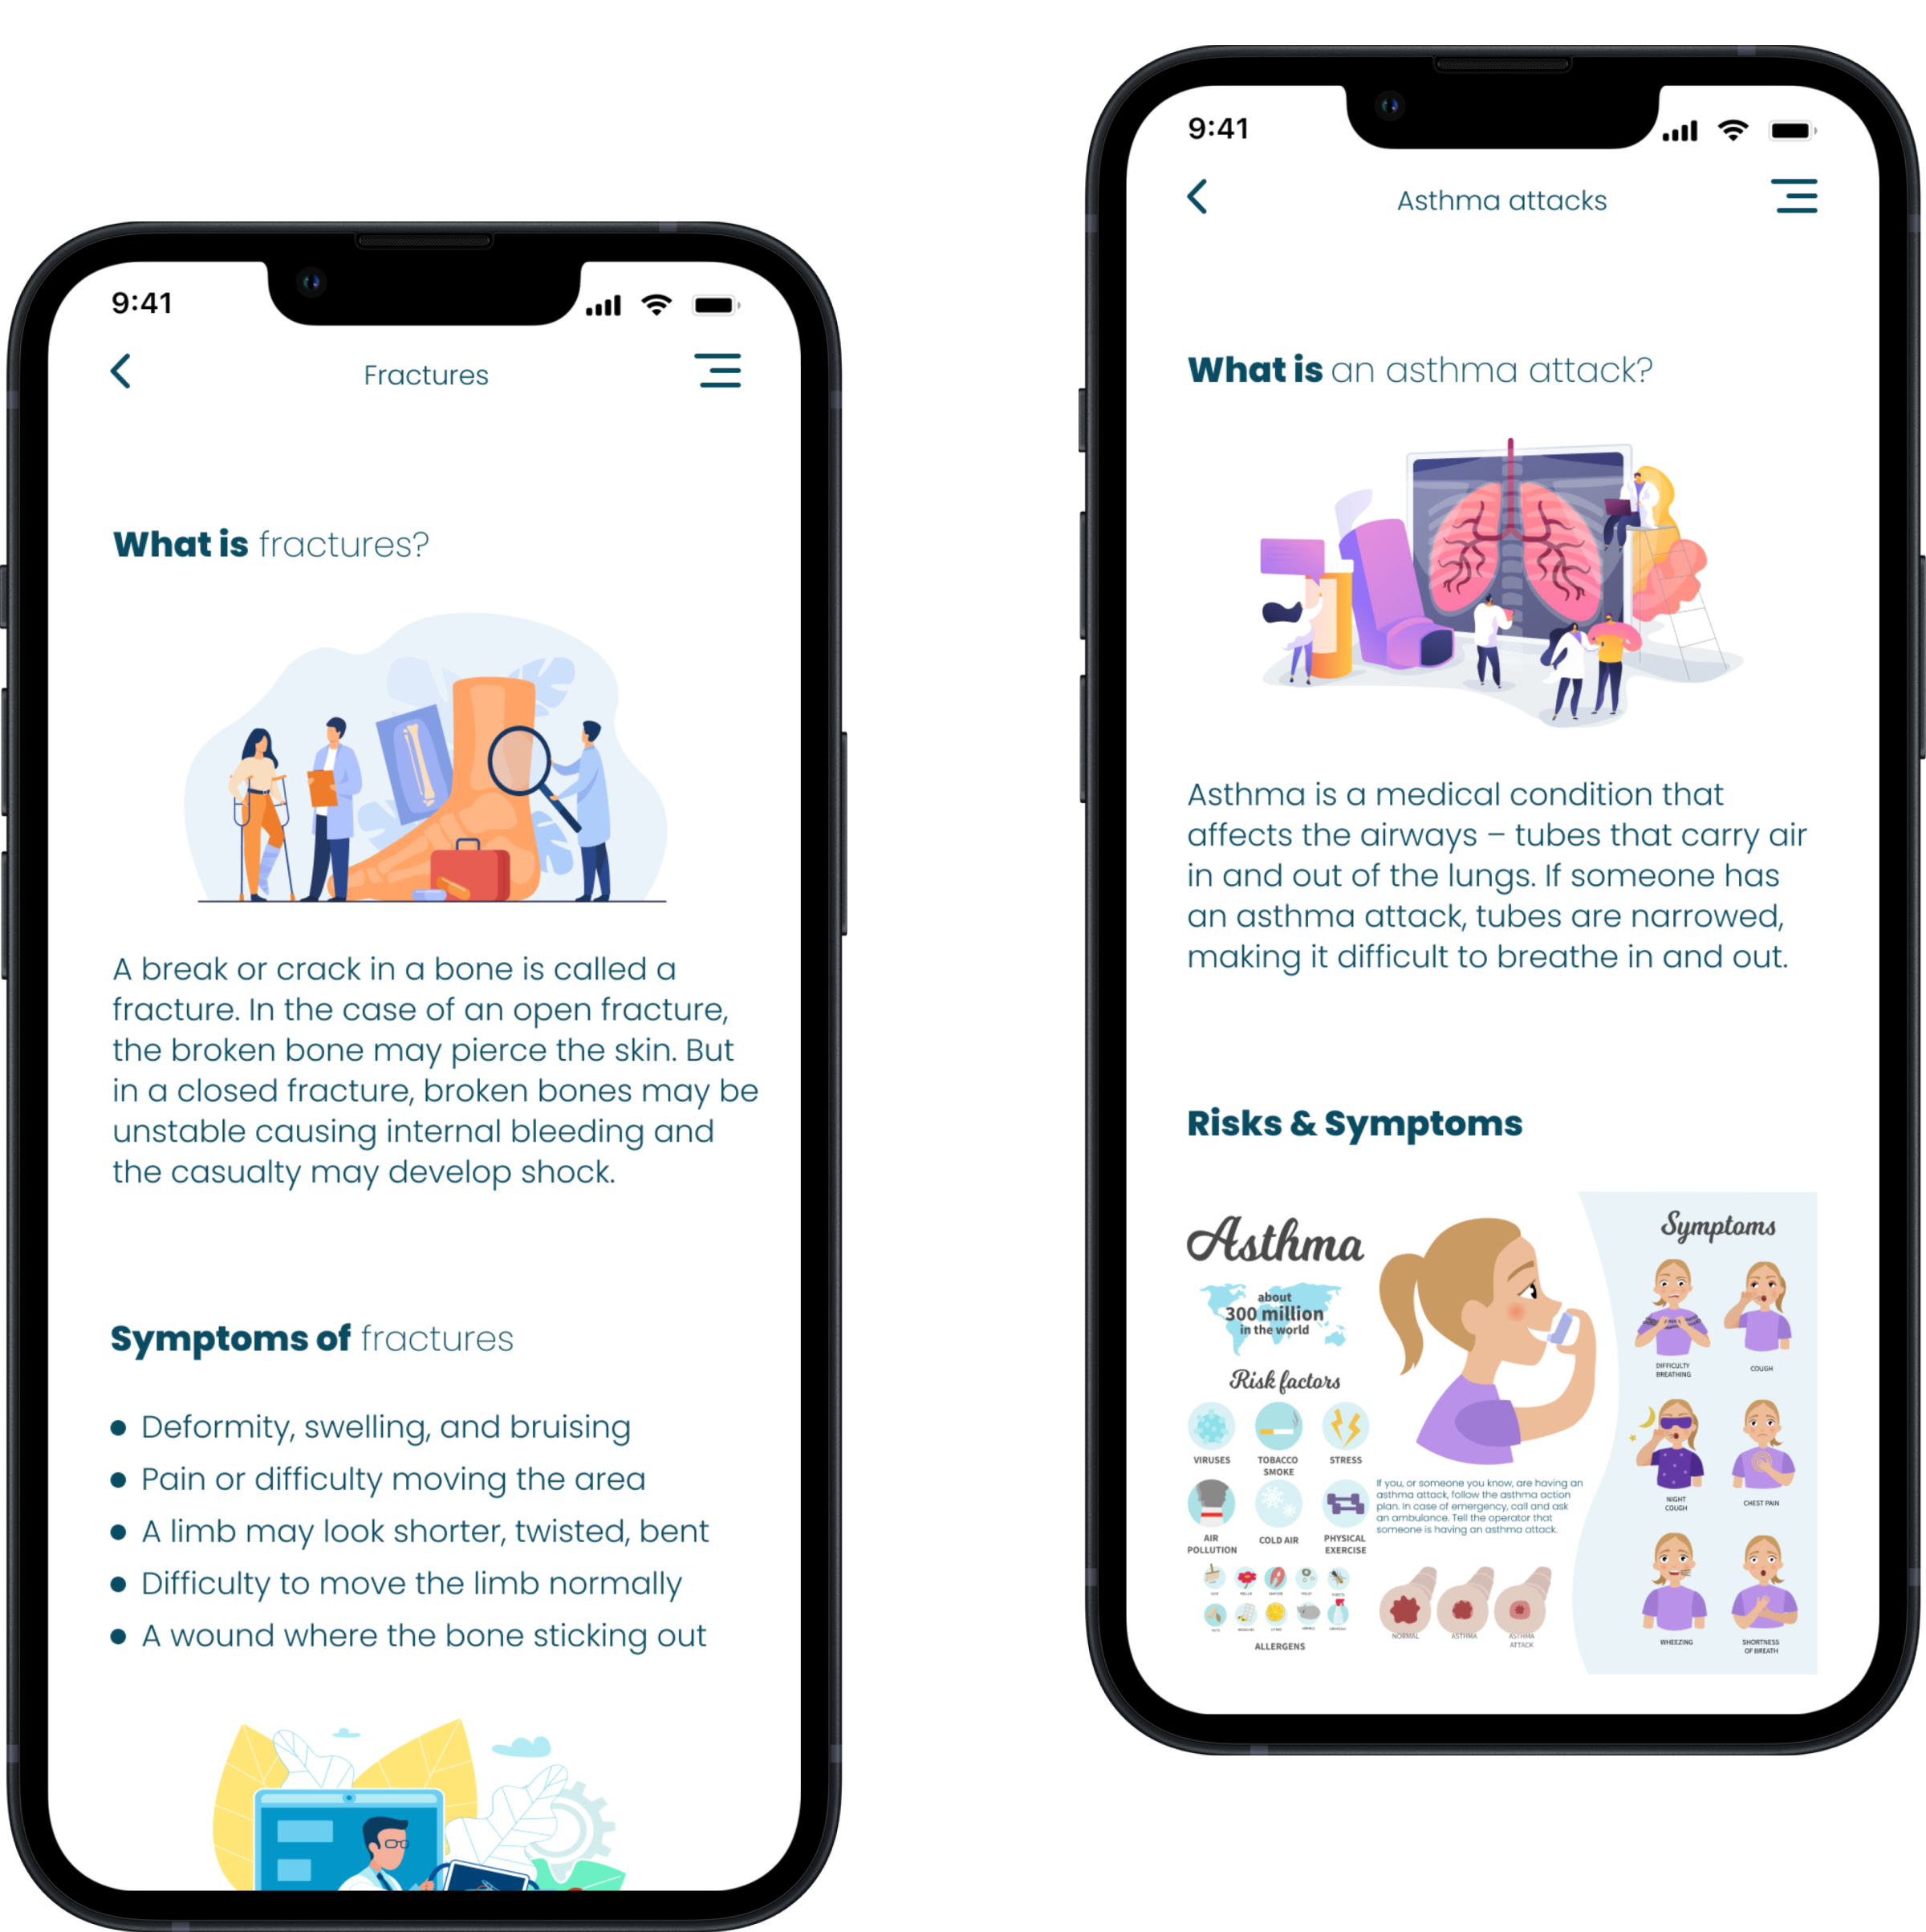 9:41
Fractures
What is fractures?
A break or crack in a bone is called a
fracture. In the case of an open fracture,
the broken bone may pierce the skin. But
in a closed fracture, broken bones may be
unstable causing internal bleeding and
the casualty may develop shock.
Symptoms of fractures
Deformity, swelling, and bruising
Pain or difficulty moving the area
A limb may look shorter, twisted, bent
Difficulty to move the limb normally
A wound where the bone sticking out
9:41
Asthma attacks
What is an asthma attack?
Asthma is a medical condition that
affects the airways – tubes that carry air
in and out of the lungs. If someone has
an asthma attack, tubes are narrowed,
making it difficult to breathe in and out.
Risks & Symptoms
Asthma
about
300 million
in the world
Risk factors
VIRUSES
TOBACCO
SMOKE
STRESS
AIR
POLLUTION
COLD AIR
PHYSICAL
EXERCISE
ALLERGENS
If you, or someone you know, are having an
asthma attack, follow the asthma action
plan. In case of emergency, call and ask
an ambulance. Tell the operator that
someone is having an asthma attack.
NORMAL
ASTHMA
ASTHMA
ATTACK
Symptoms
DIFFICULTY
BREATHING
COUGH
NIGHT
COUGH
CHEST PAIN
WHEEZING
SHORTNESS
OF BREATH